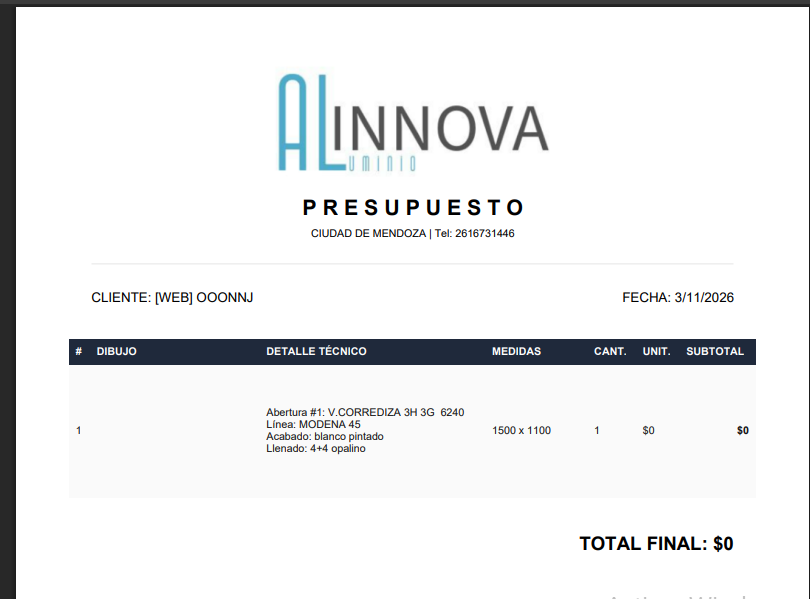 ALINNOVA
UMINIO
PRESUPUESTO
CIUDAD DE MENDOZA | Tel: 2616731446
CLIENTE: [WEB] OOONNJ
FECHA: 3/11/2026
# DIBUJO DETALLE TÉCNICO MEDIDAS CANT. UNIT. SUBTOTAL
Abertura #1: V.CORREDIZA 3H 3G 6240
Línea: MODENA 45
1 1500 x 1100 1 $0 $0
Acabado: blanco pintado
Llenado: 4+4 opalino
TOTAL FINAL: $0